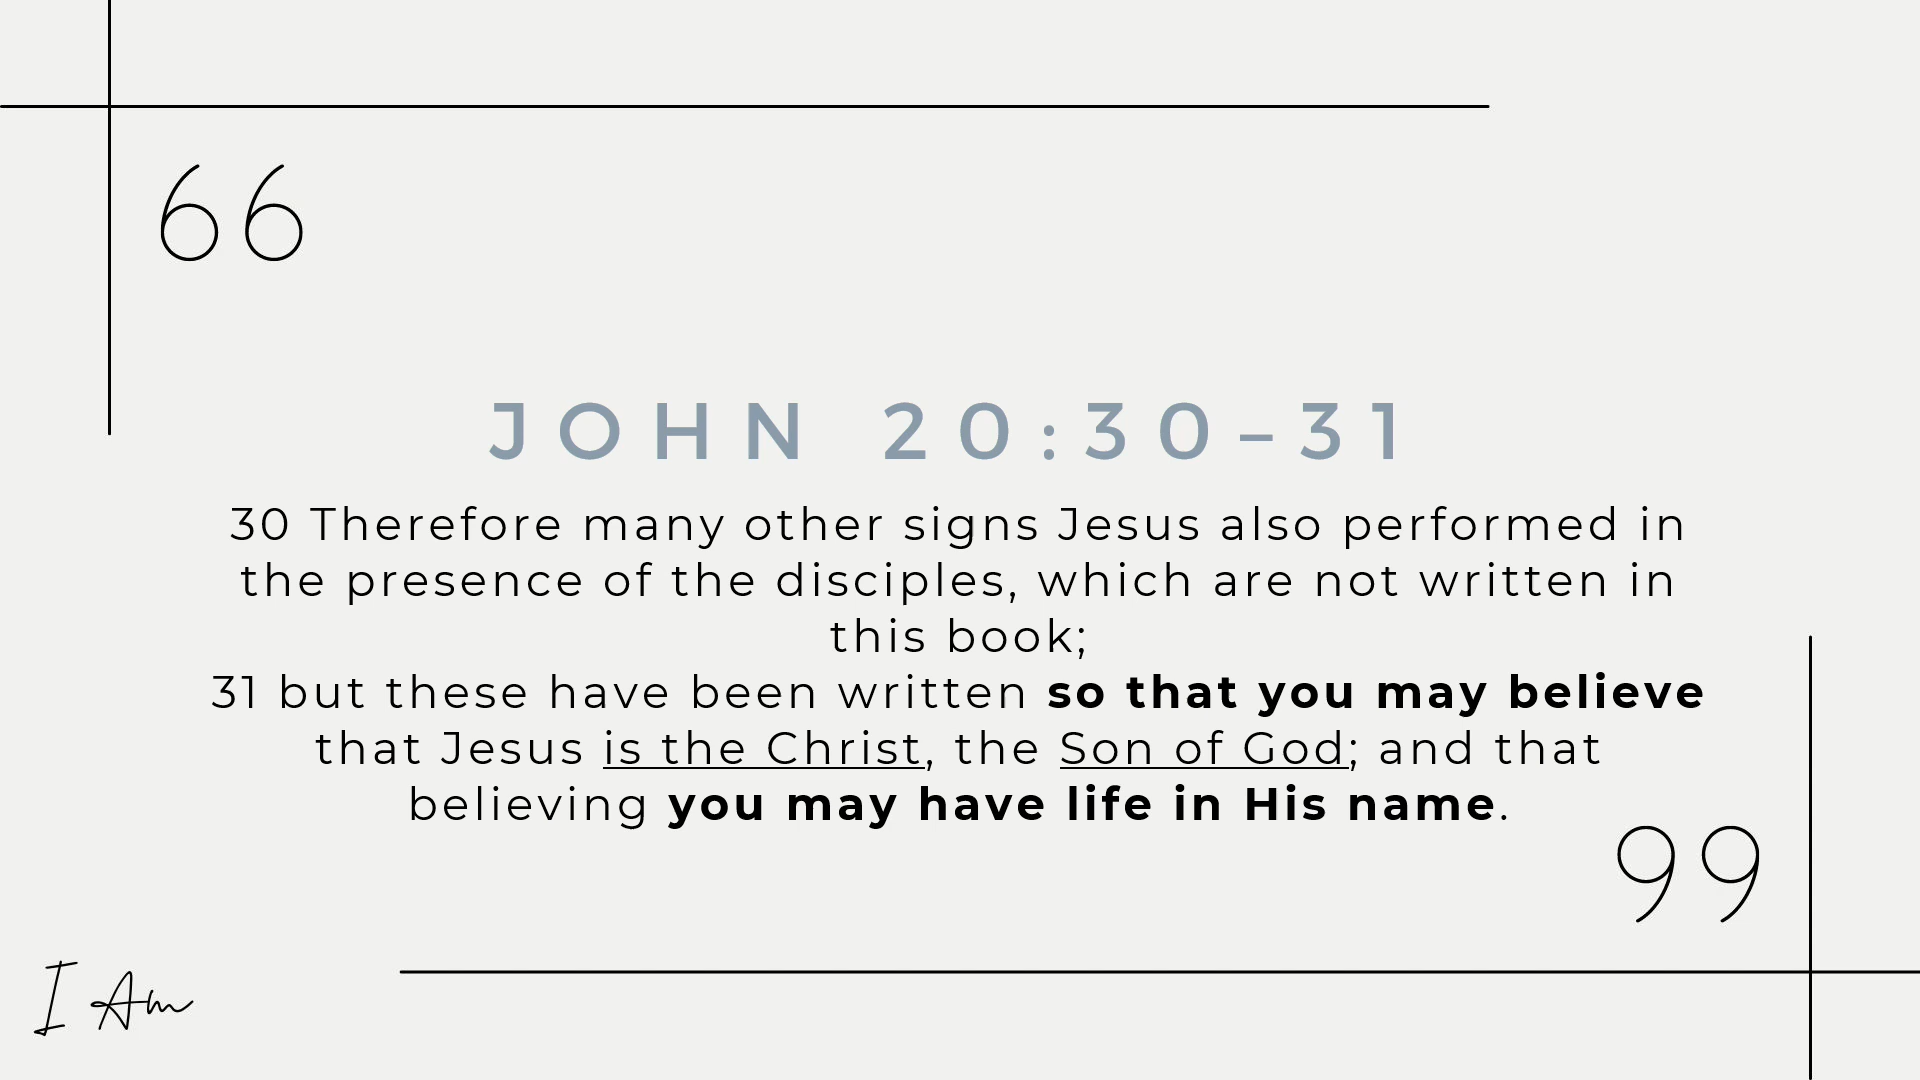 66
JOHN 20:30-31
30 Therefore many other signs Jesus also performed in
the presence of the disciples, which are not written in
this book;
31 but these have been written so that you may believe
that Jesus is the Christ, the Son of God; and that
believing you may have life in His name.
99
I Am